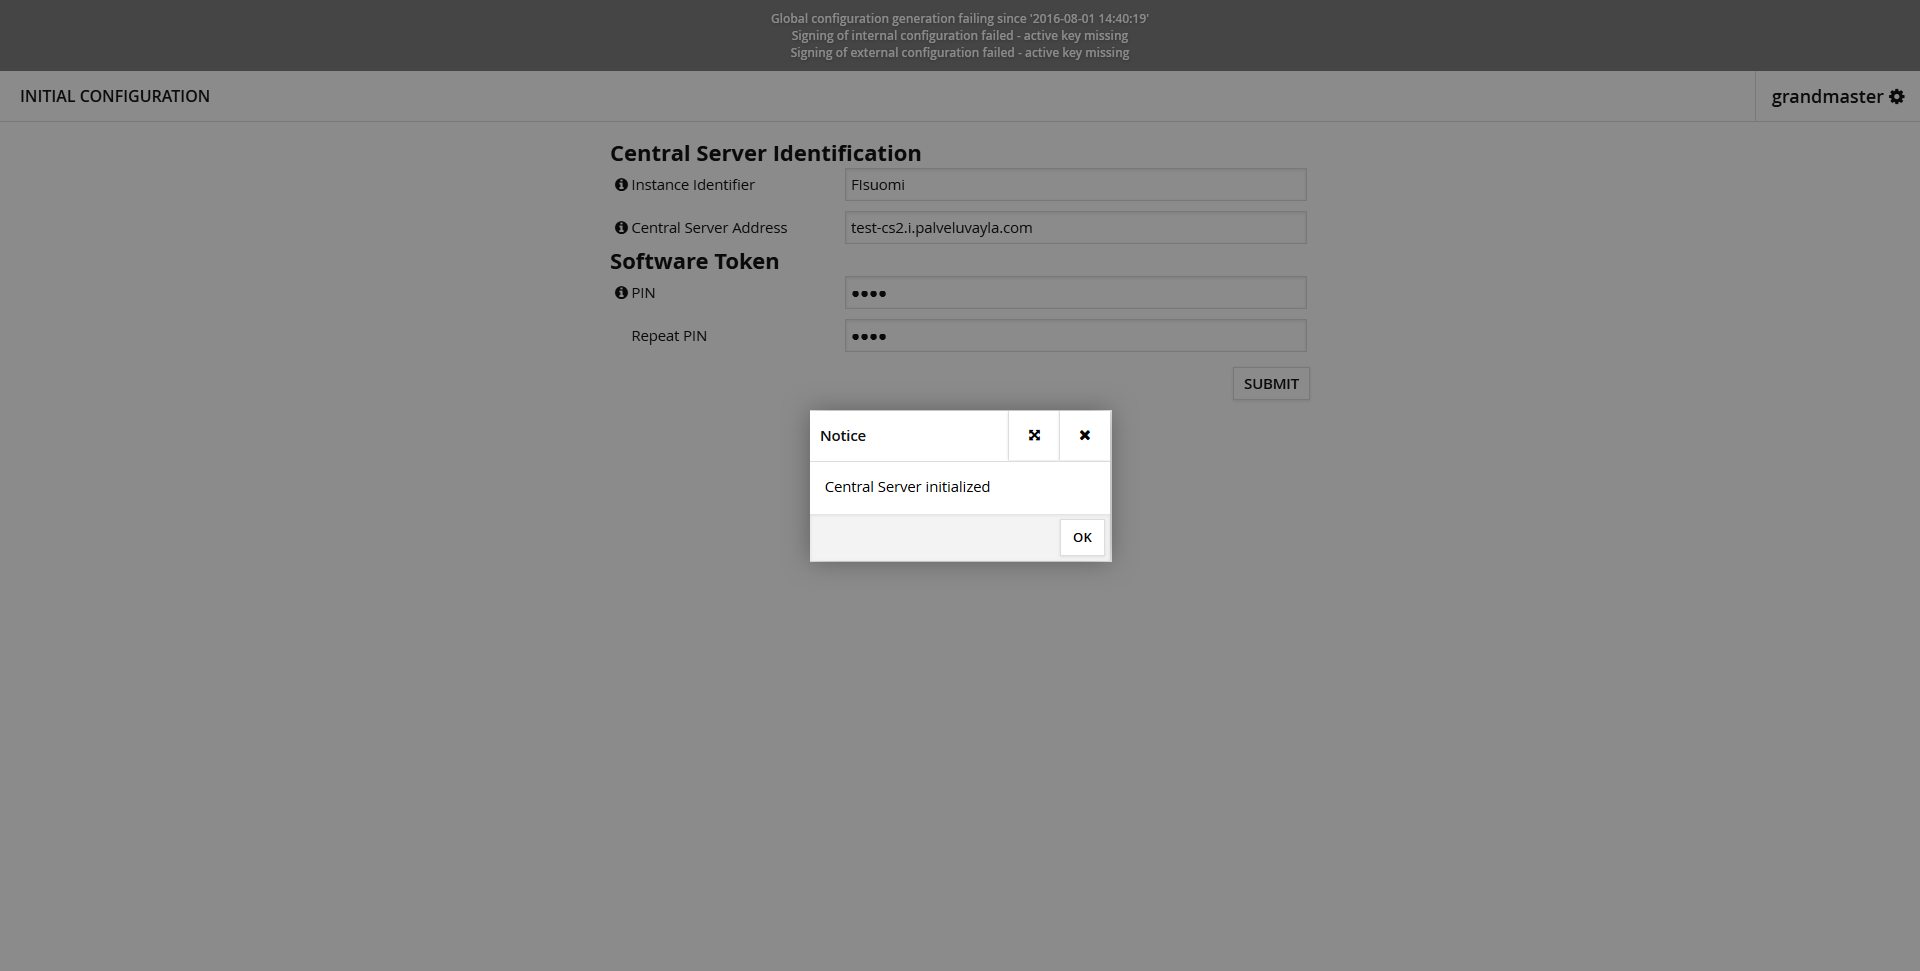 Global configuration generation failing since '2016-08-01 14:40:19'
Signing of internal configuration failed - active key missing
Signing of external configuration failed - active key missing
INITIAL CONFIGURATION
grandmaster
Central Server Identification
Instance Identifier
FIsuomi
Central Server Address
test-cs2.i.palveluvayla.com
Software Token
PIN
••••
Repeat PIN
••••
SUBMIT
Notice
Central Server initialized
OK